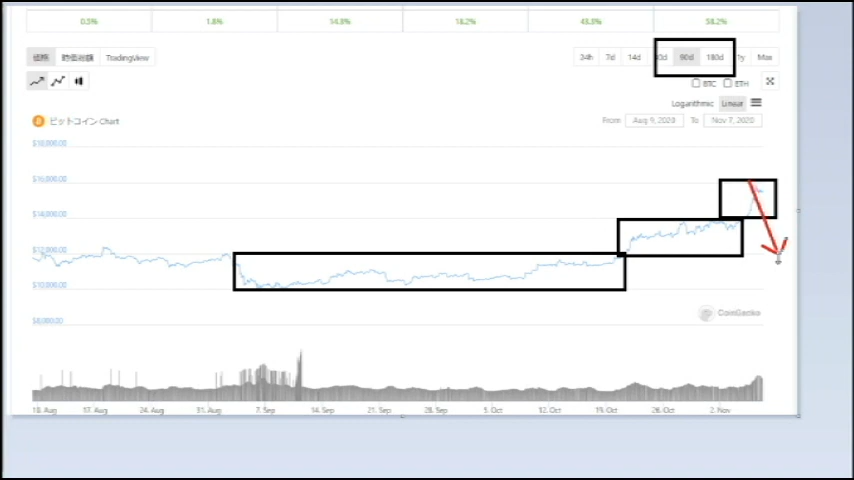 0.5% 1.8% 14.8% 18.2% 48.8% 58.2%
価格 時価総額 TradingView 24h 7d 14d 30d 90d 180d 1y Max
BTC ETH
Logarithmic Linear
ビットコイン Chart From Aug 9, 2020 To Nov 7, 2020
$18,000.00
$16,000.00
$14,000.00
$12,000.00
$10,000.00
$8,000.00
CoinGecko
10. Aug 17. Aug 24. Aug 31. Aug 7. Sep 14. Sep 21. Sep 28. Sep 5. Oct 12. Oct 19. Oct 26. Oct 2. Nov